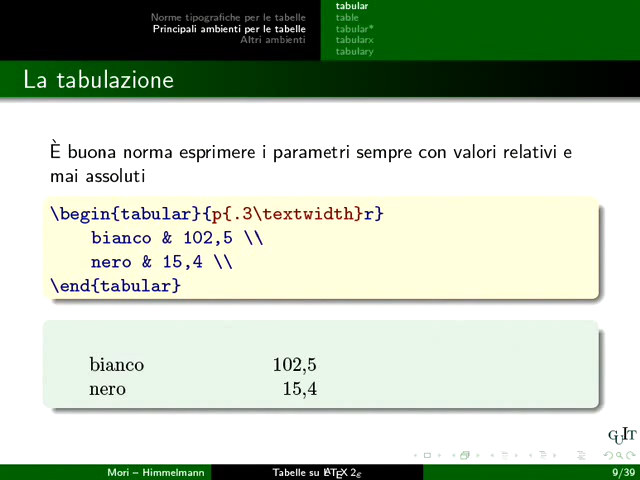 Norme tipografiche per le tabelle
Principali ambienti per le tabelle
Altri ambienti
tabular
table
tabular*
tabularx
tabulary
La tabulazione
È buona norma esprimere i parametri sempre con valori relativi e
mai assoluti
\begin{tabular}{p{.3\textwidth}r}
bianco & 102,5 \\
nero & 15,4 \\
\end{tabular}
bianco 102,5
nero 15,4
GUIT
Mori – Himmelmann Tabelle su LATEX 2ε 9/39